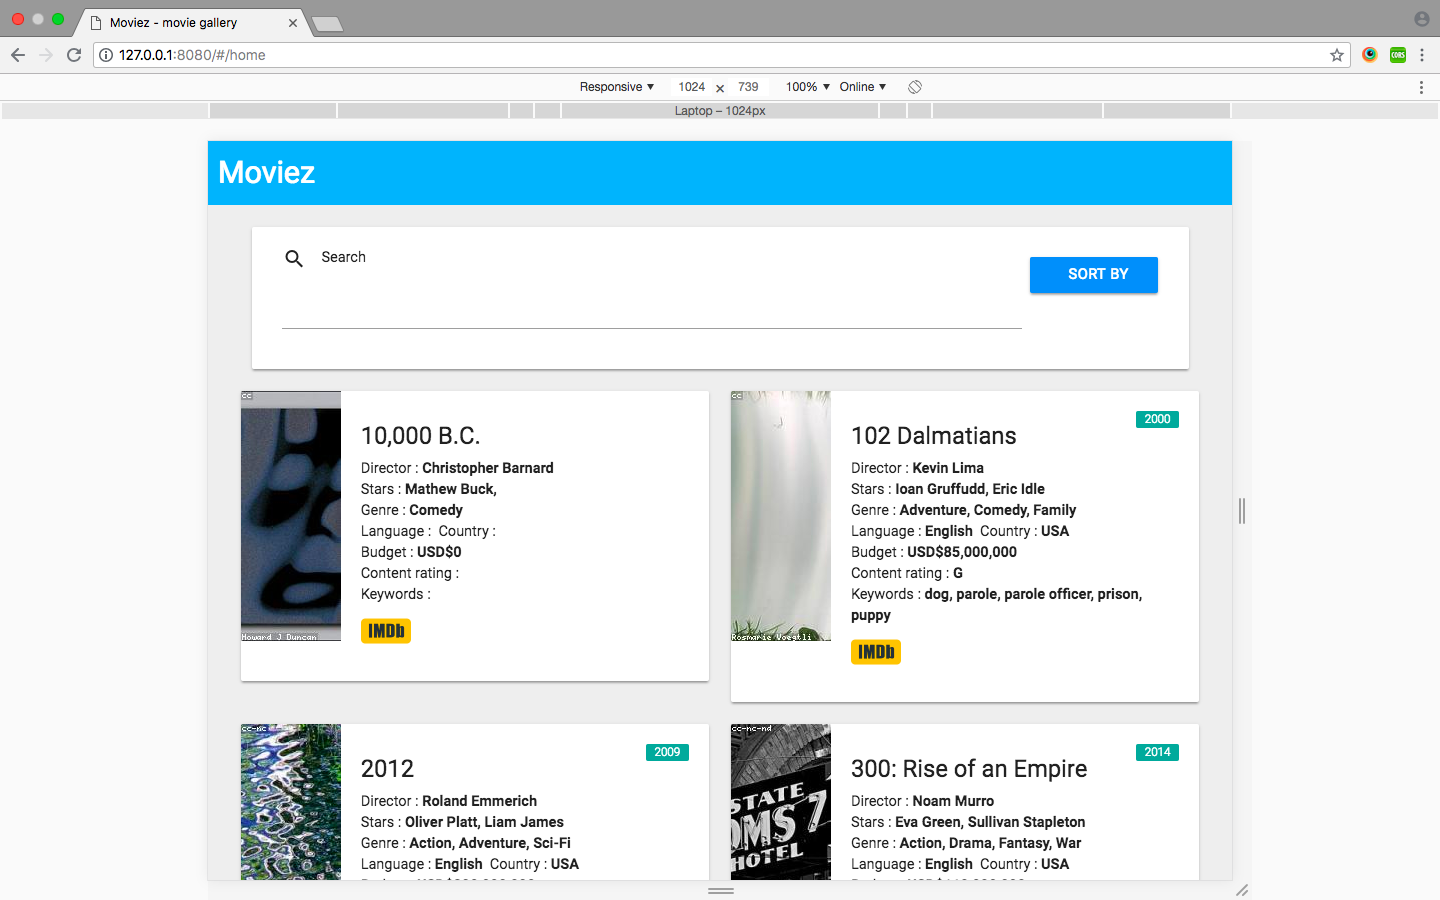 Moviez - movie gallery
127.0.0.1:8080/#/home
CORS
Responsive ▼ 1024 × 739 100% ▼ Online ▼
Laptop – 1024px
Moviez
Search
SORT BY
cc
10,000 B.C.
Director : Christopher Barnard
Stars : Mathew Buck,
Genre : Comedy
Language : Country :
Budget : USD$0
Content rating :
Keywords :
IMDb
Howard J Duncan
cc
2000
102 Dalmatians
Director : Kevin Lima
Stars : Ioan Gruffudd, Eric Idle
Genre : Adventure, Comedy, Family
Language : English Country : USA
Budget : USD$85,000,000
Content rating : G
Keywords : dog, parole, parole officer, prison,
puppy
IMDb
Rosmarie Voegtli
cc-nc
2009
2012
Director : Roland Emmerich
Stars : Oliver Platt, Liam James
Genre : Action, Adventure, Sci-Fi
Language : English Country : USA
cc-nc-nd
STATE
OMS 7
HOTEL
2014
300: Rise of an Empire
Director : Noam Murro
Stars : Eva Green, Sullivan Stapleton
Genre : Action, Drama, Fantasy, War
Language : English Country : USA